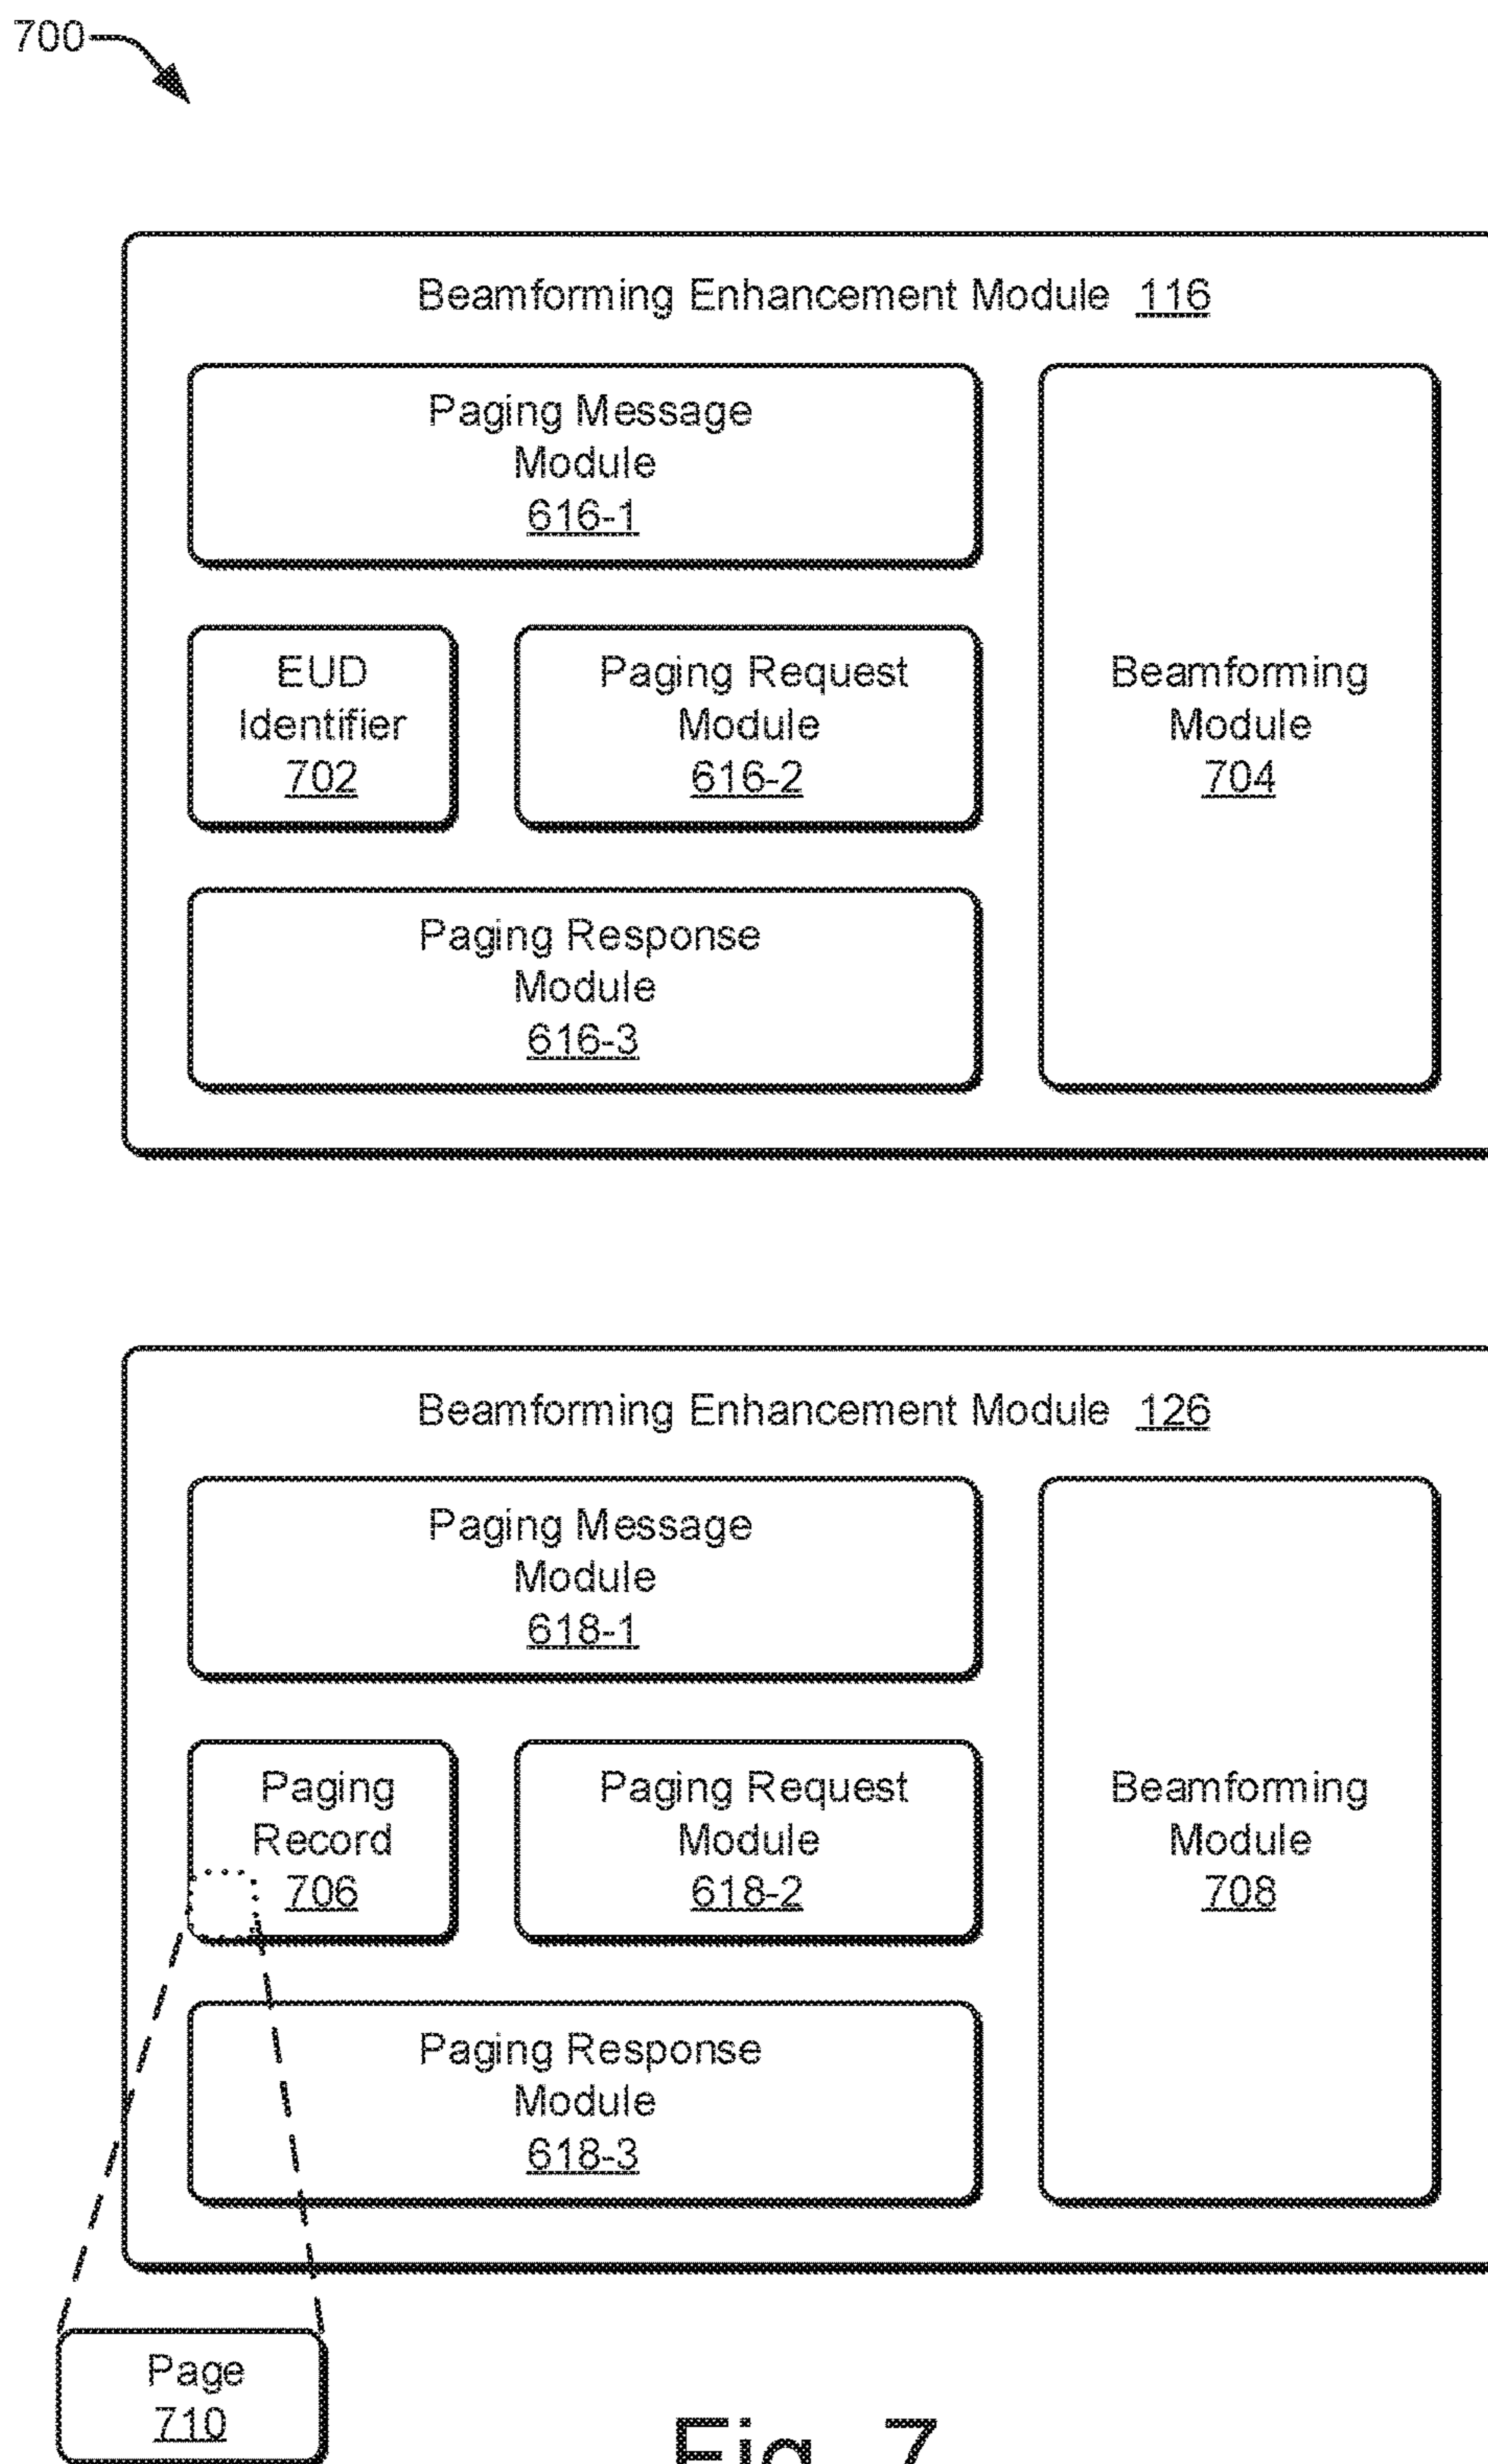 700
Beamforming Enhancement Module 116
Paging Message
Module
616-1
EUD
Identifier
702
Paging Request
Module
616-2
Beamforming
Module
704
Paging Response
Module
616-3
Beamforming Enhancement Module 126
Paging Message
Module
618-1
Paging
Record
706
Paging Request
Module
618-2
Beamforming
Module
708
Paging Response
Module
618-3
Page
710
Fig. 7